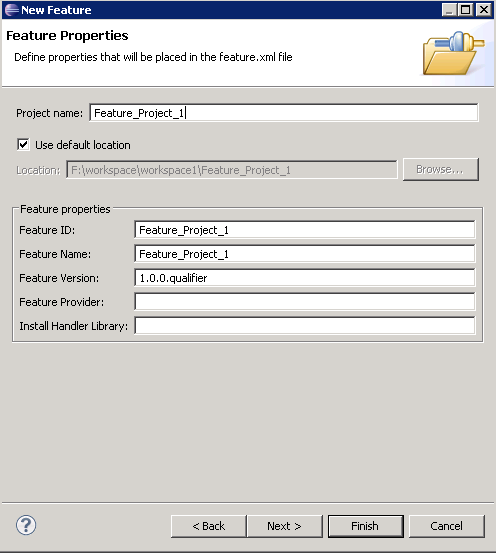 New Feature
Feature Properties
Define properties that will be placed in the feature.xml file
Project name: Feature_Project_1
Use default location
Location: F:\workspace\workspace1\Feature_Project_1 Browse...
Feature properties
Feature ID: Feature_Project_1
Feature Name: Feature_Project_1
Feature Version: 1.0.0.qualifier
Feature Provider:
Install Handler Library:
? < Back Next > Finish Cancel